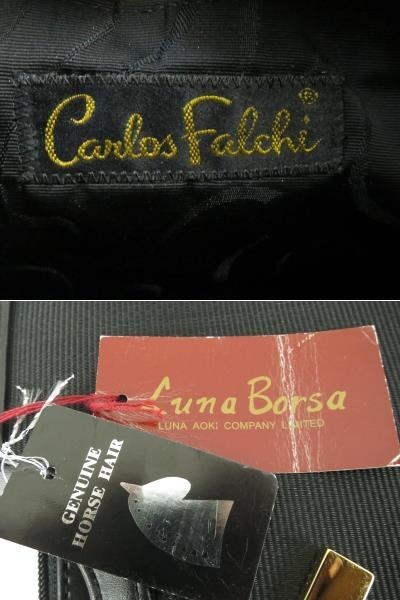 Carlos Falchi®
Luna Borsa
LUNA AOKI COMPANY LIMITED
GENUINE
HORSE HAIR